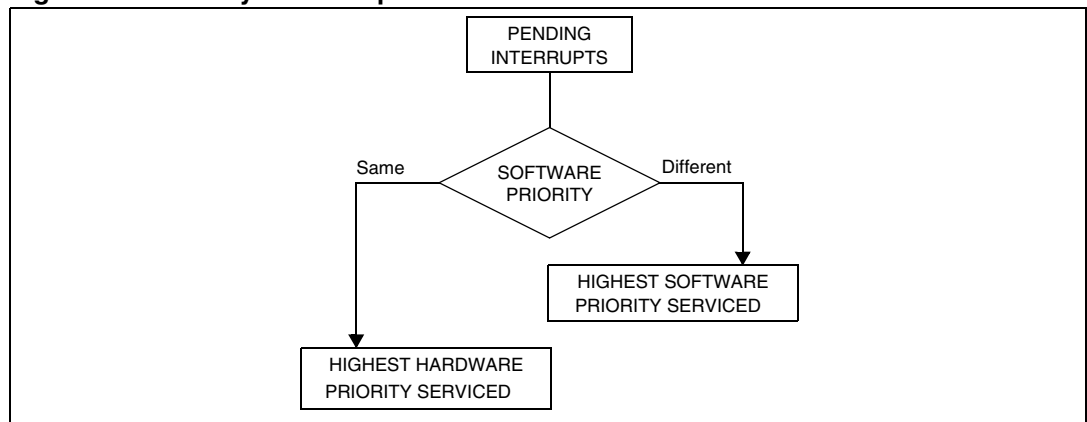 PENDING
INTERRUPTS
Same
SOFTWARE
PRIORITY
Different
HIGHEST SOFTWARE
PRIORITY SERVICED
HIGHEST HARDWARE
PRIORITY SERVICED